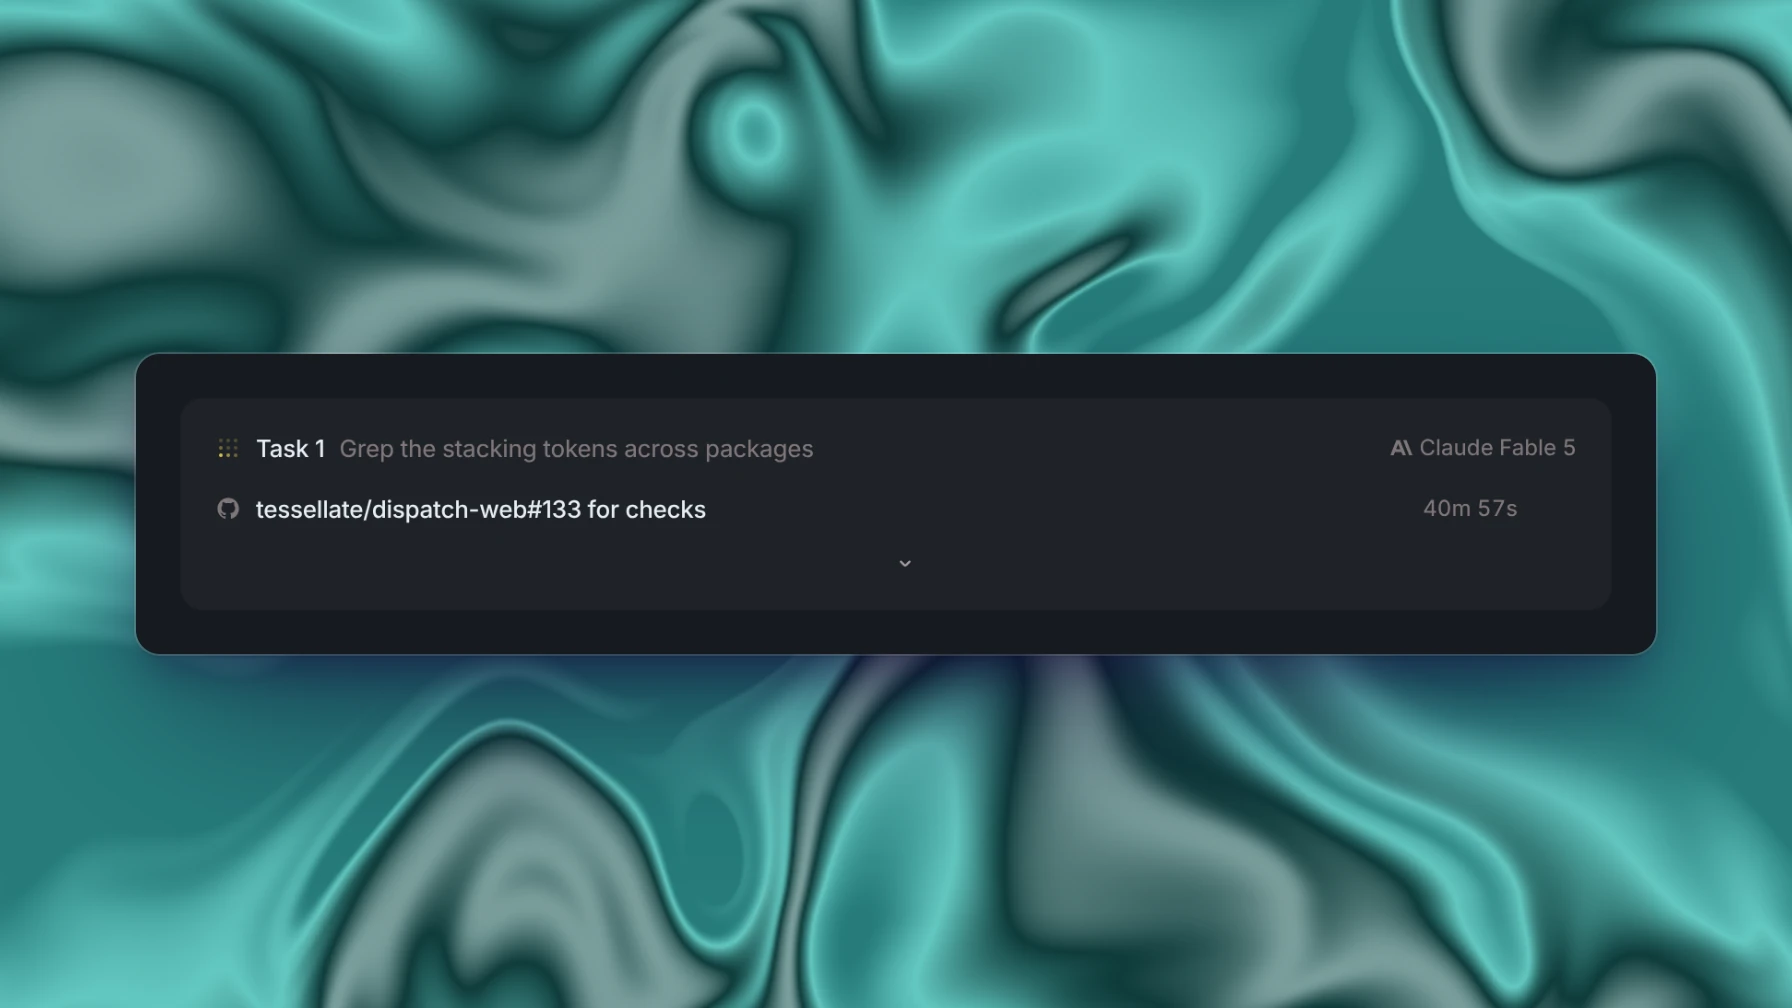 Task 1 Grep the stacking tokens across packages Claude Fable 5
tessellate/dispatch-web#133 for checks 40m 57s